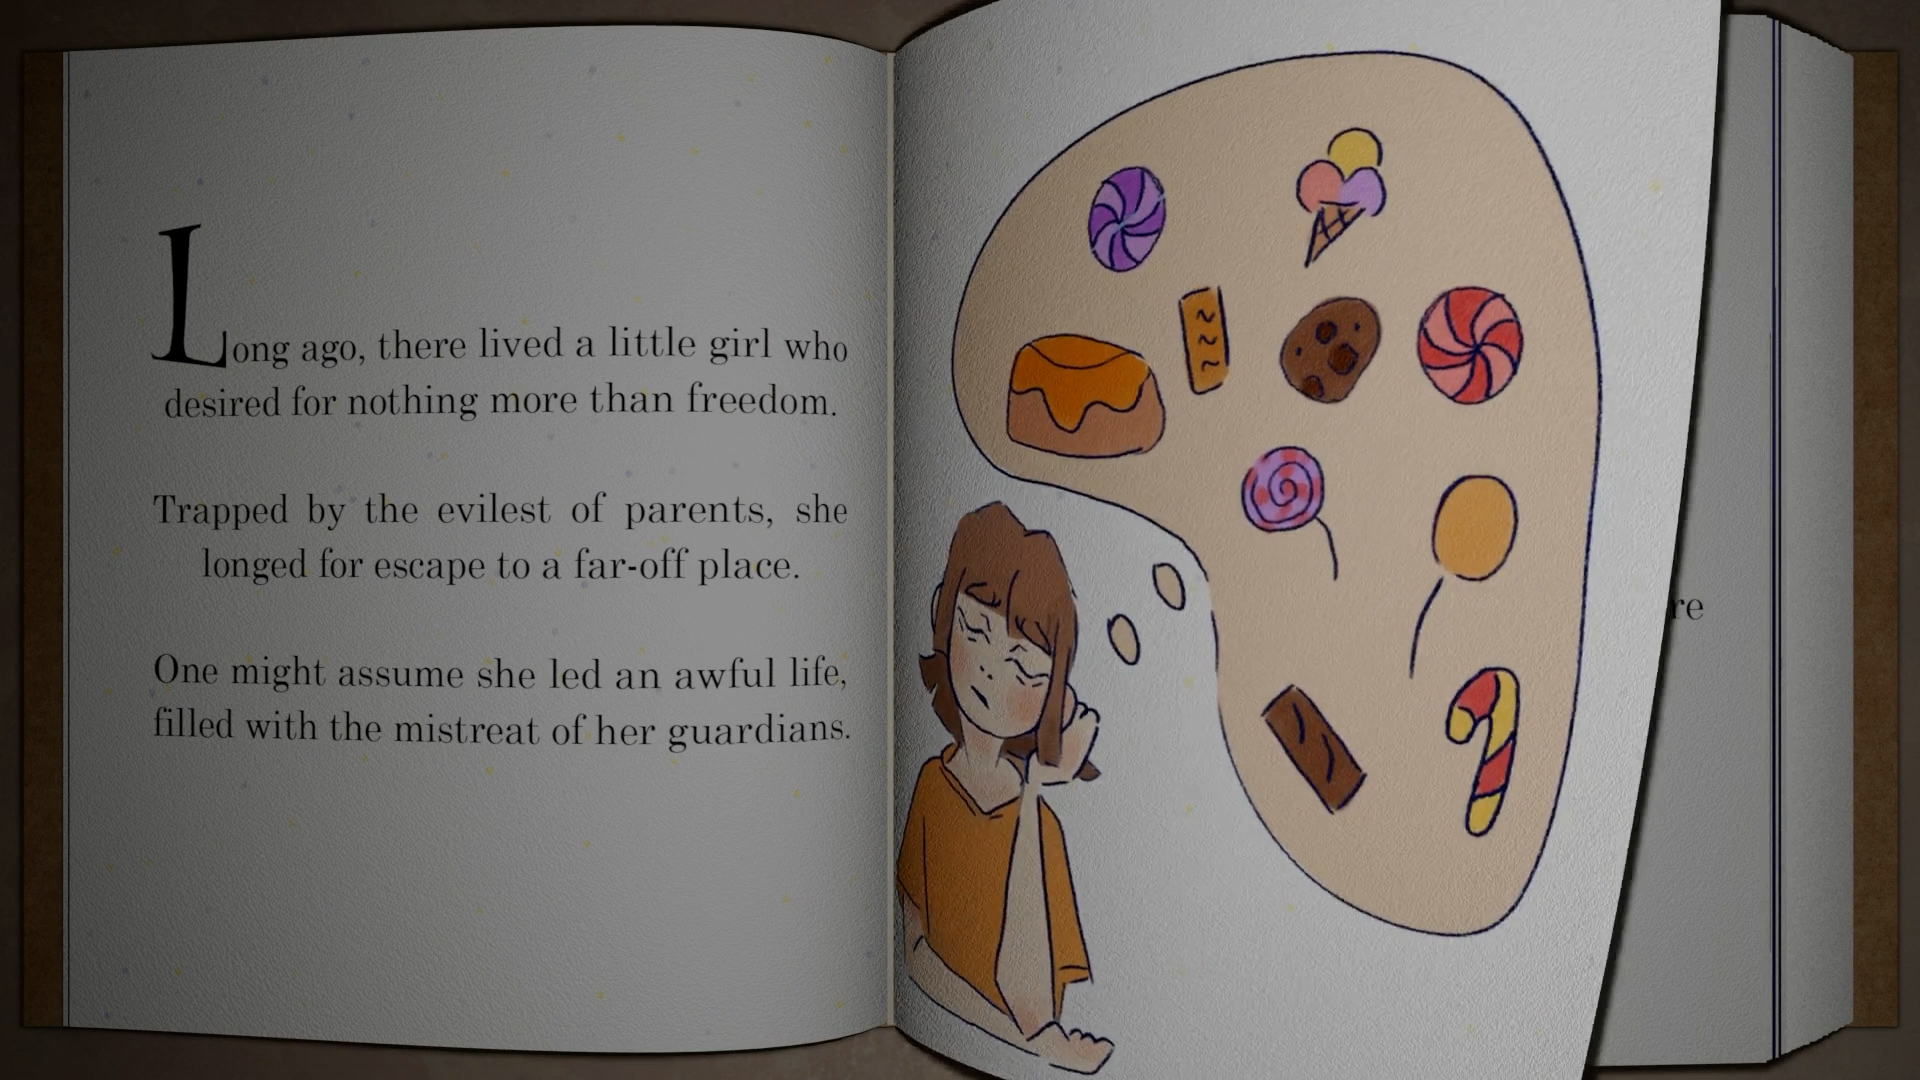 Long ago, there lived a little girl who
desired for nothing more than freedom.
Trapped by the evilest of parents, she
longed for escape to a far-off place.
One might assume she led an awful life,
filled with the mistreat of her guardians.